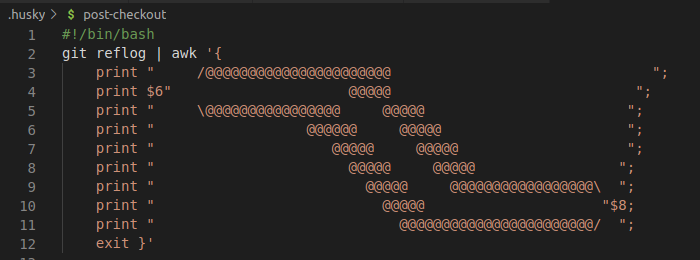 .husky > $ post-checkout
1 #!/bin/bash
2 git reflog | awk '{
3     print "     /@@@@@@@@@@@@@@@@@@@@@@                               ";
4     print $6"                     @@@@@                             ";
5     print "     \@@@@@@@@@@@@@@@@     @@@@@                        ";
6     print "                  @@@@@@     @@@@@                      ";
7     print "                     @@@@@     @@@@@                    ";
8     print "                       @@@@@     @@@@@                 ";
9     print "                         @@@@@     @@@@@@@@@@@@@@@@@\  ";
10     print "                           @@@@@                     "$8;
11     print "                             @@@@@@@@@@@@@@@@@@@@@@@/  ";
12     exit }'